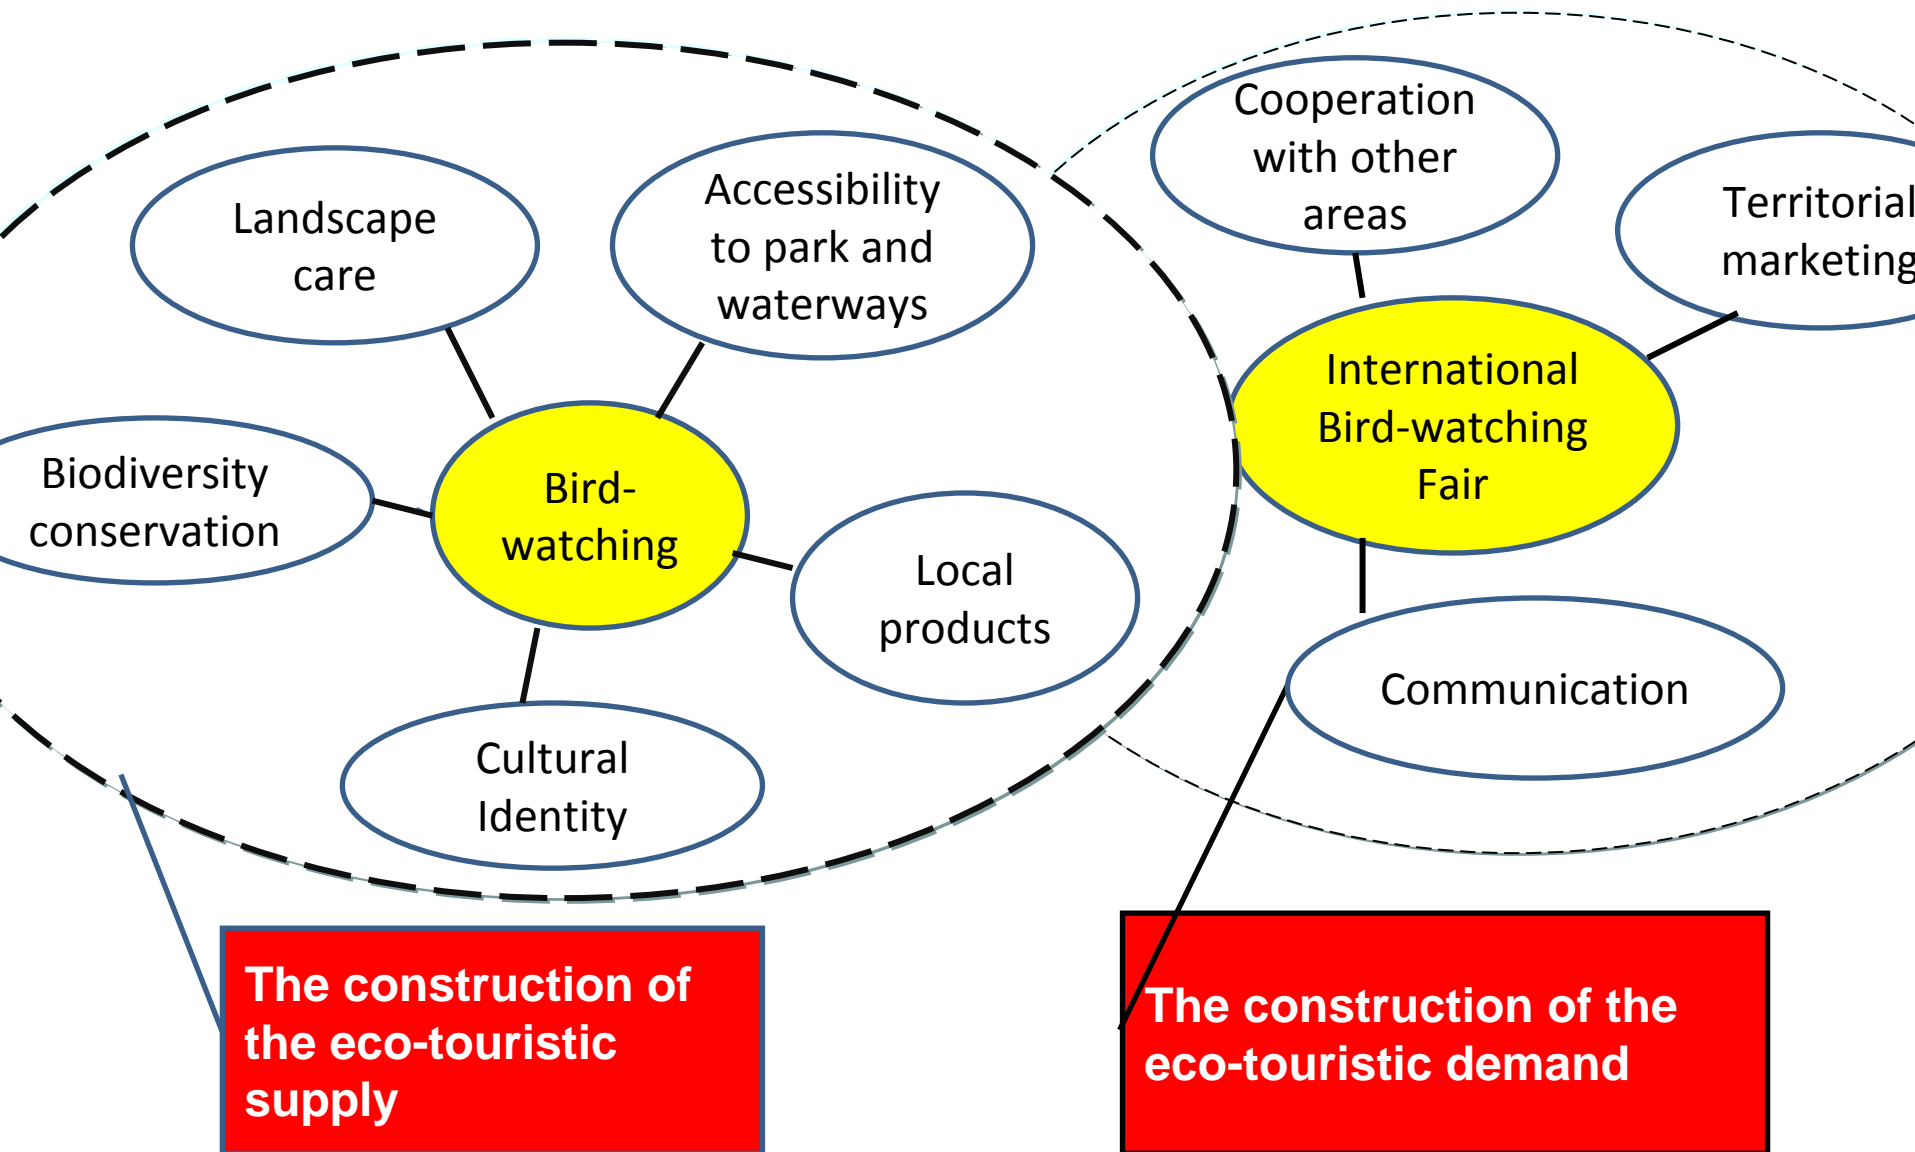 Landscape
care
Accessibility
to park and
waterways
Biodiversity
conservation
Bird-
watching
Local
products
Cultural
Identity
The construction of
the eco-touristic
supply
Cooperation
with other
areas
Territorial
marketing
International
Bird-watching
Fair
Communication
The construction of the
eco-touristic demand